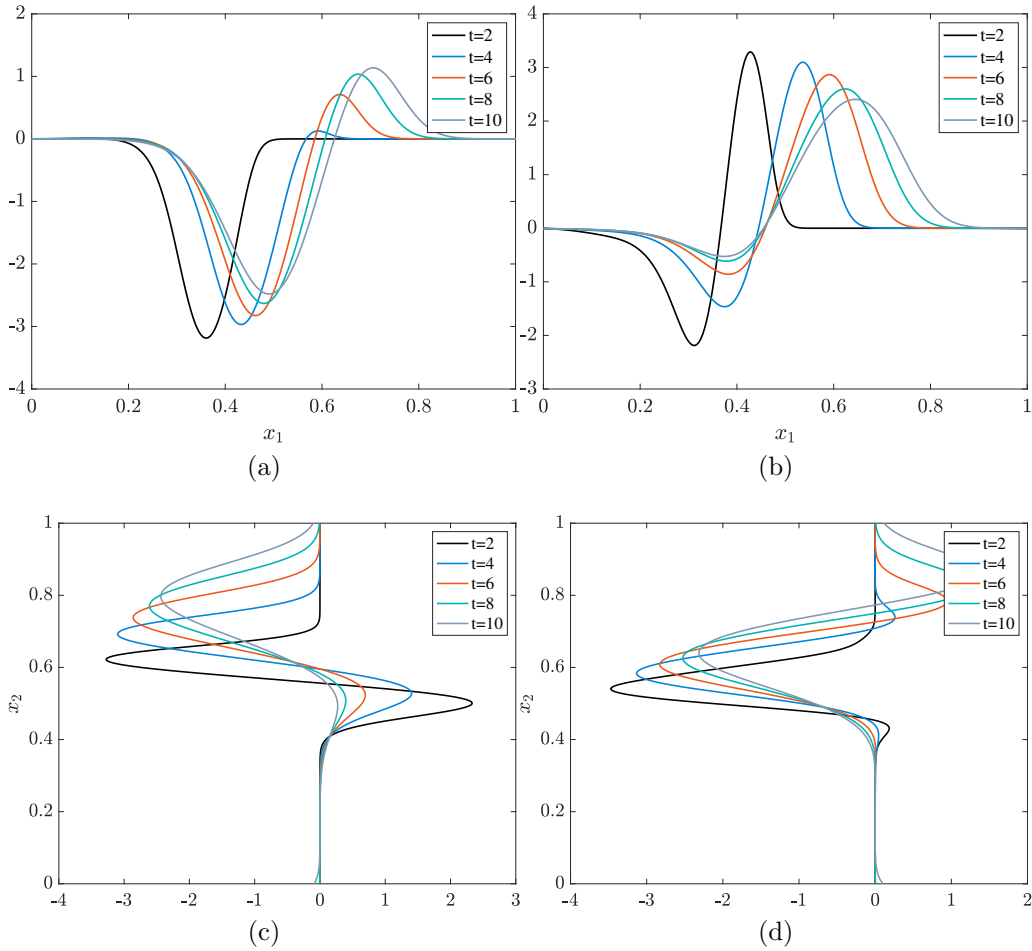 2
1
0
-1
-2
-3
-4
0 0.2 0.4 0.6 0.8 1
x₁
t=2
t=4
t=6
t=8
t=10
(a)
4
3
2
1
0
-1
-2
-3
0 0.2 0.4 0.6 0.8 1
x₁
t=2
t=4
t=6
t=8
t=10
(b)
1
0.8
0.6
0.4
0.2
0
x₂
-4 -3 -2 -1 0 1 2 3
t=2
t=4
t=6
t=8
t=10
(c)
1
0.8
0.6
0.4
0.2
0
x₂
-4 -3 -2 -1 0 1 2
t=2
t=4
t=6
t=8
t=10
(d)